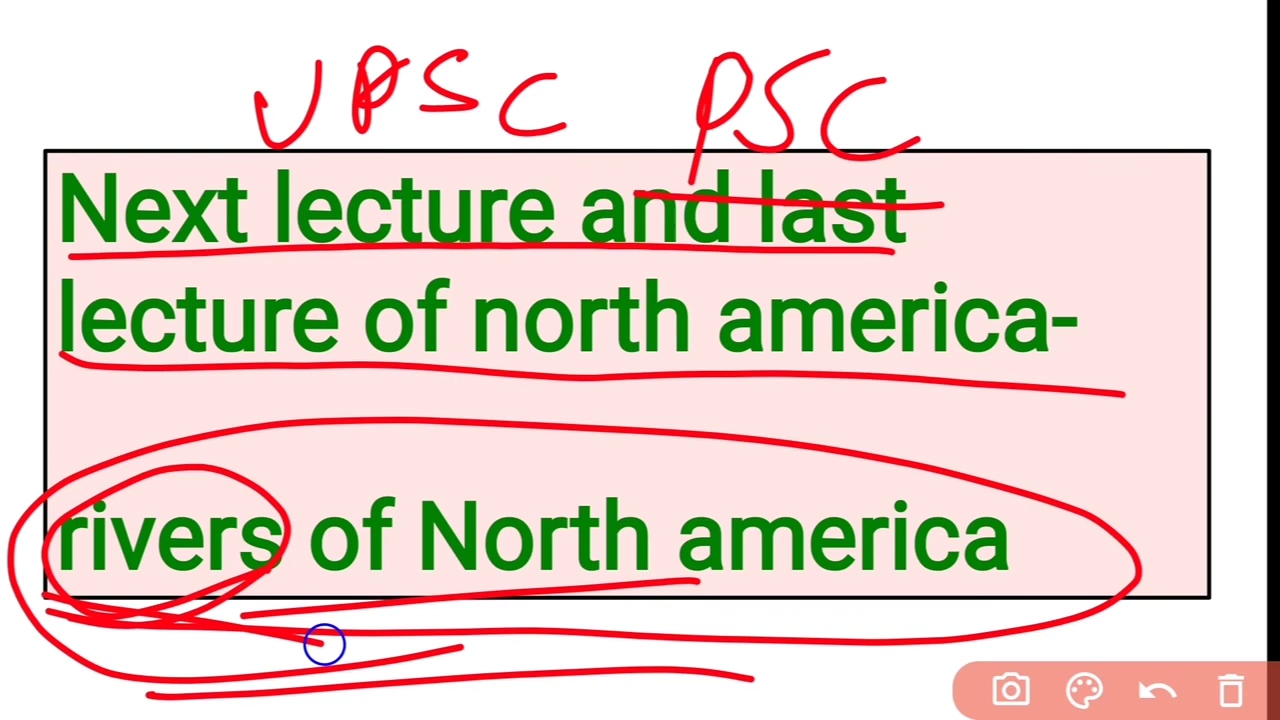 UPSC PSC
Next lecture and last
lecture of north america-
rivers of North america